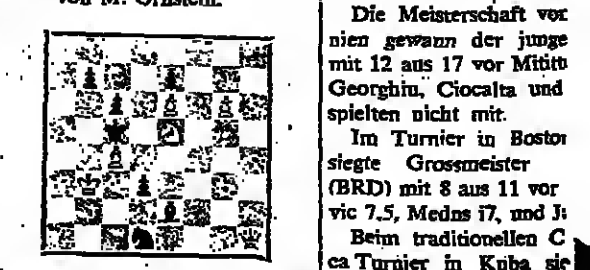 von M. Ornstein.
Die Meisterschaft vor
nien gewann der junge
mit 12 aus 17 vor Mititu
Georghiu, Ciocalta und
spielten nicht mit.
Im Turnier in Bostor
siegte Grossmeister
(BRD) mit 8 aus 11 vor
vic 7.5, Medns i7, und J
Beim traditionellen C
ca Turnier in Kuba sie